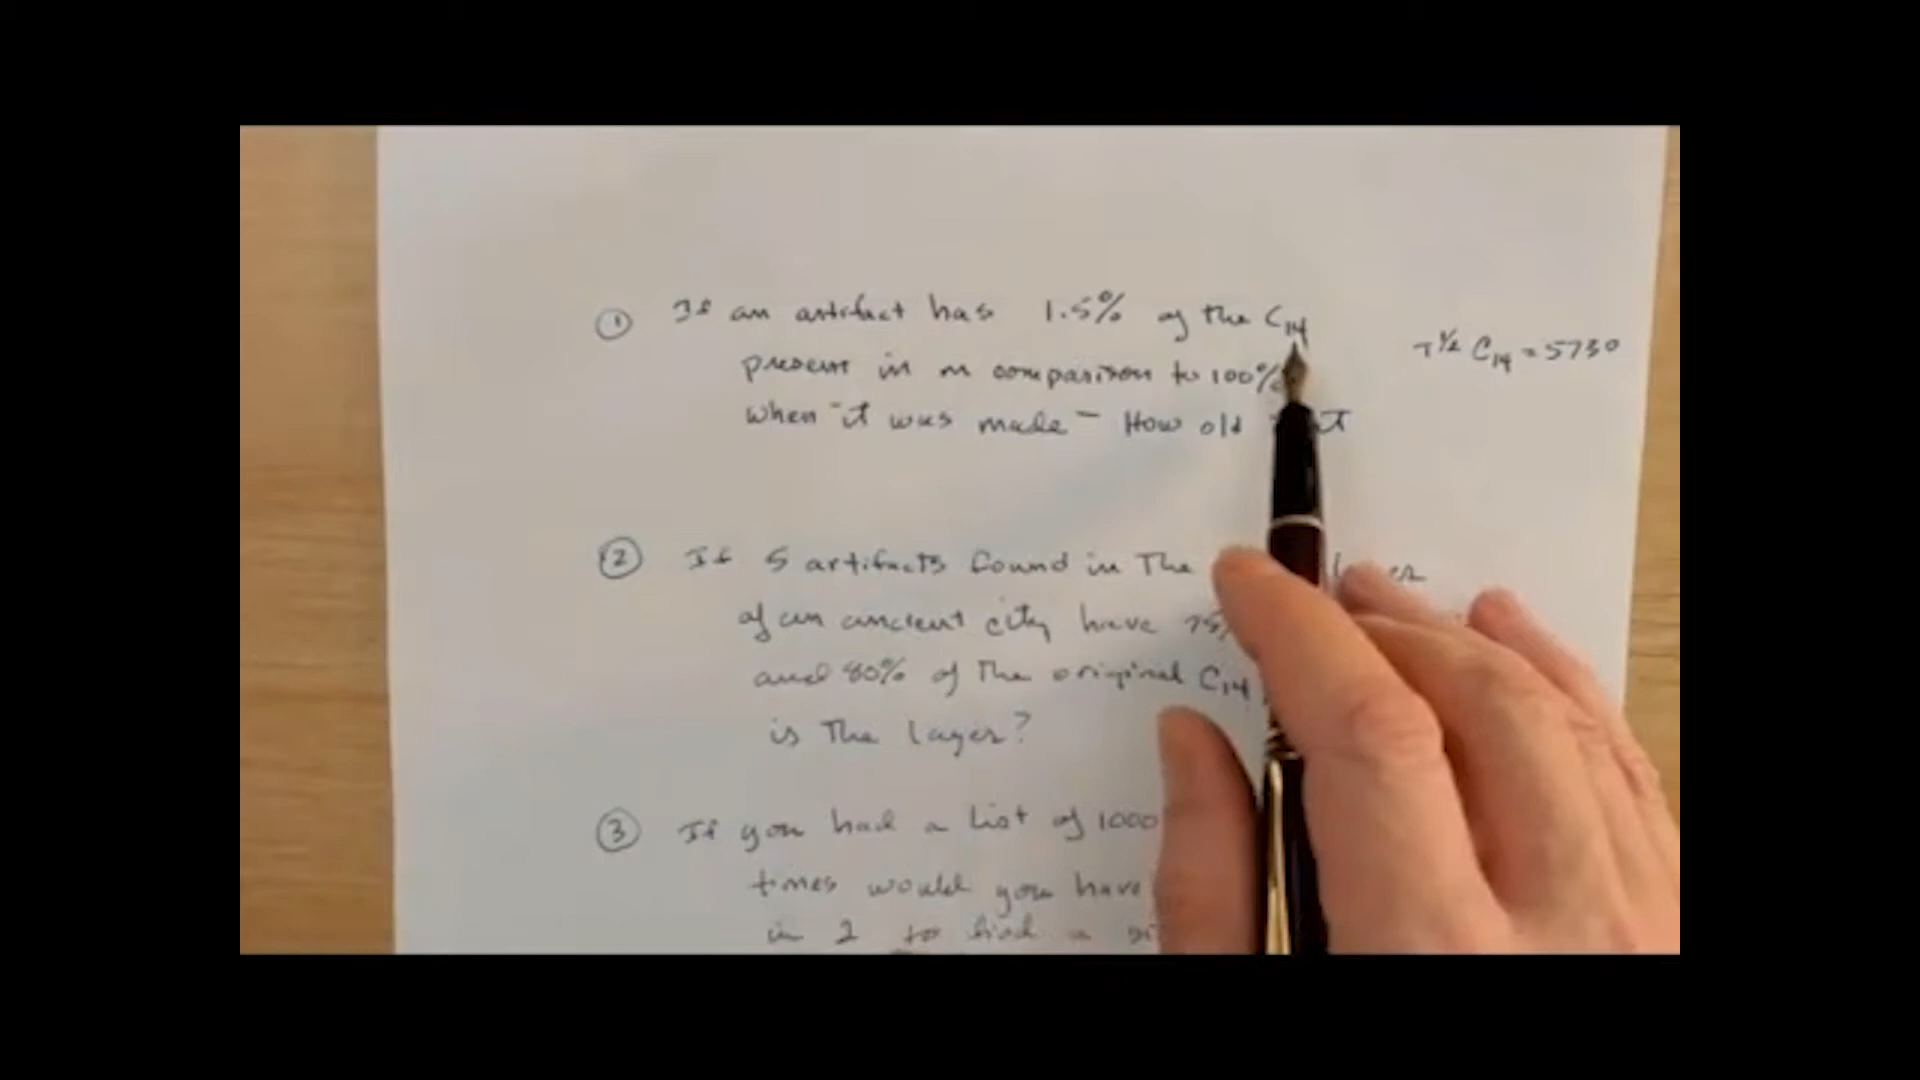 ① If an artifact has 1.5% of the C14
present in in comparison to 100%
when it was made - How old
T 1/2 C14 = 5730
② If 5 artifacts found in The
of an ancient city have
and 80% of the original C14
is the layer?
③ If you had a list of 1000
times would you have
in 2 to find a